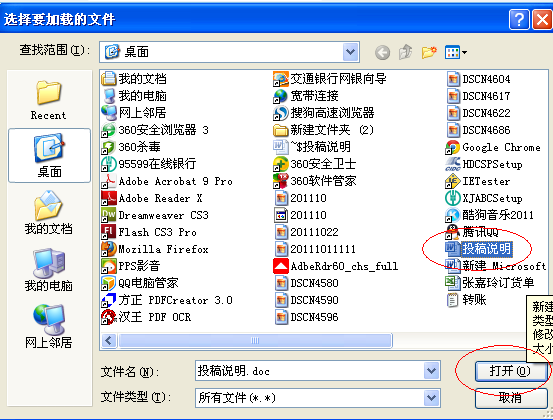 选择要加载的文件
查找范围(I):
桌面
Recent
桌面
我的文档
我的电脑
网上邻居
我的文档
我的电脑
网上邻居
360安全浏览器 3
360杀毒
95599在线银行
Adobe Acrobat 9 Pro
Adobe Reader X
Dreamweaver CS3
Flash CS3 Pro
Mozilla Firefox
PPS影音
QQ电脑管家
方正 PDFCreator 3.0
汉王 PDF OCR
交通银行网银向导
宽带连接
搜狗高速浏览器
新建文件夹 (2)
~$投稿说明
360安全卫士
360软件管家
201110
201110
20111022
20111011111
AdbeRdr60_chs_full
DSCN4580
DSCN4590
DSCN4596
DSCN4604
DSCN4617
DSCN4622
DSCN4686
Google Chrome
HDCSPSetup
IETester
XJABCSetup
酷狗2011
腾讯QQ
投稿说明
新建 Microsoft
张嘉玲订货单
转账
新建
类型
修改
大小
文件名(N):
投稿说明.doc
打开(O)
文件类型(T):
所有文件(*.*)
取消